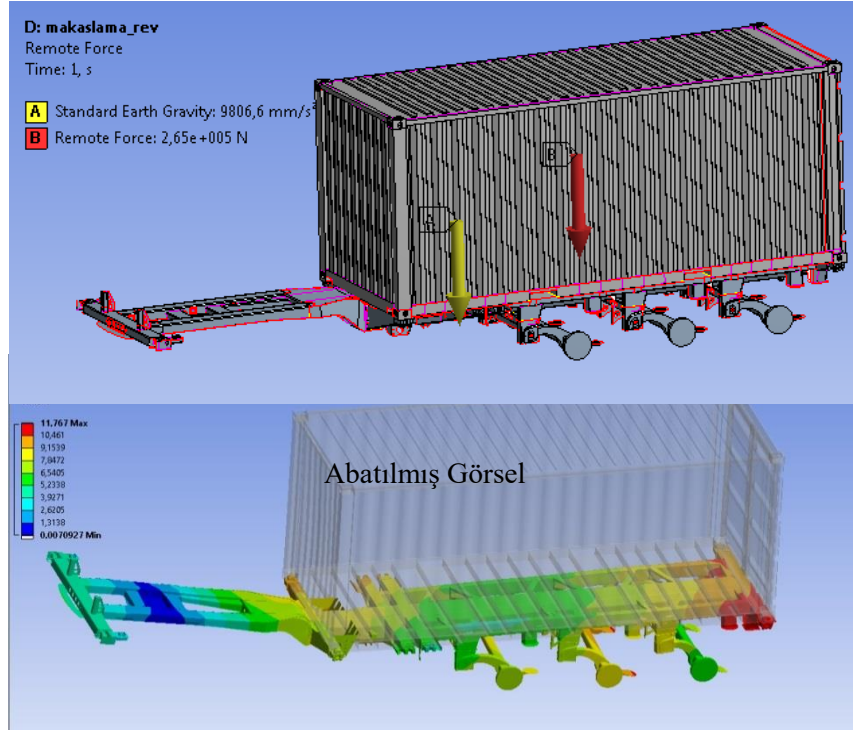 D: makaslama_rev
Remote Force
Time: 1, s
A Standard Earth Gravity: 9806,6 mm/s²
B Remote Force: 2,65e+005 N
B
A
11,767 Max
10,461
9,1539
7,8472
6,5405
5,2338
3,9271
2,6205
1,3138
0,0070927 Min
Abatılmış Görsel